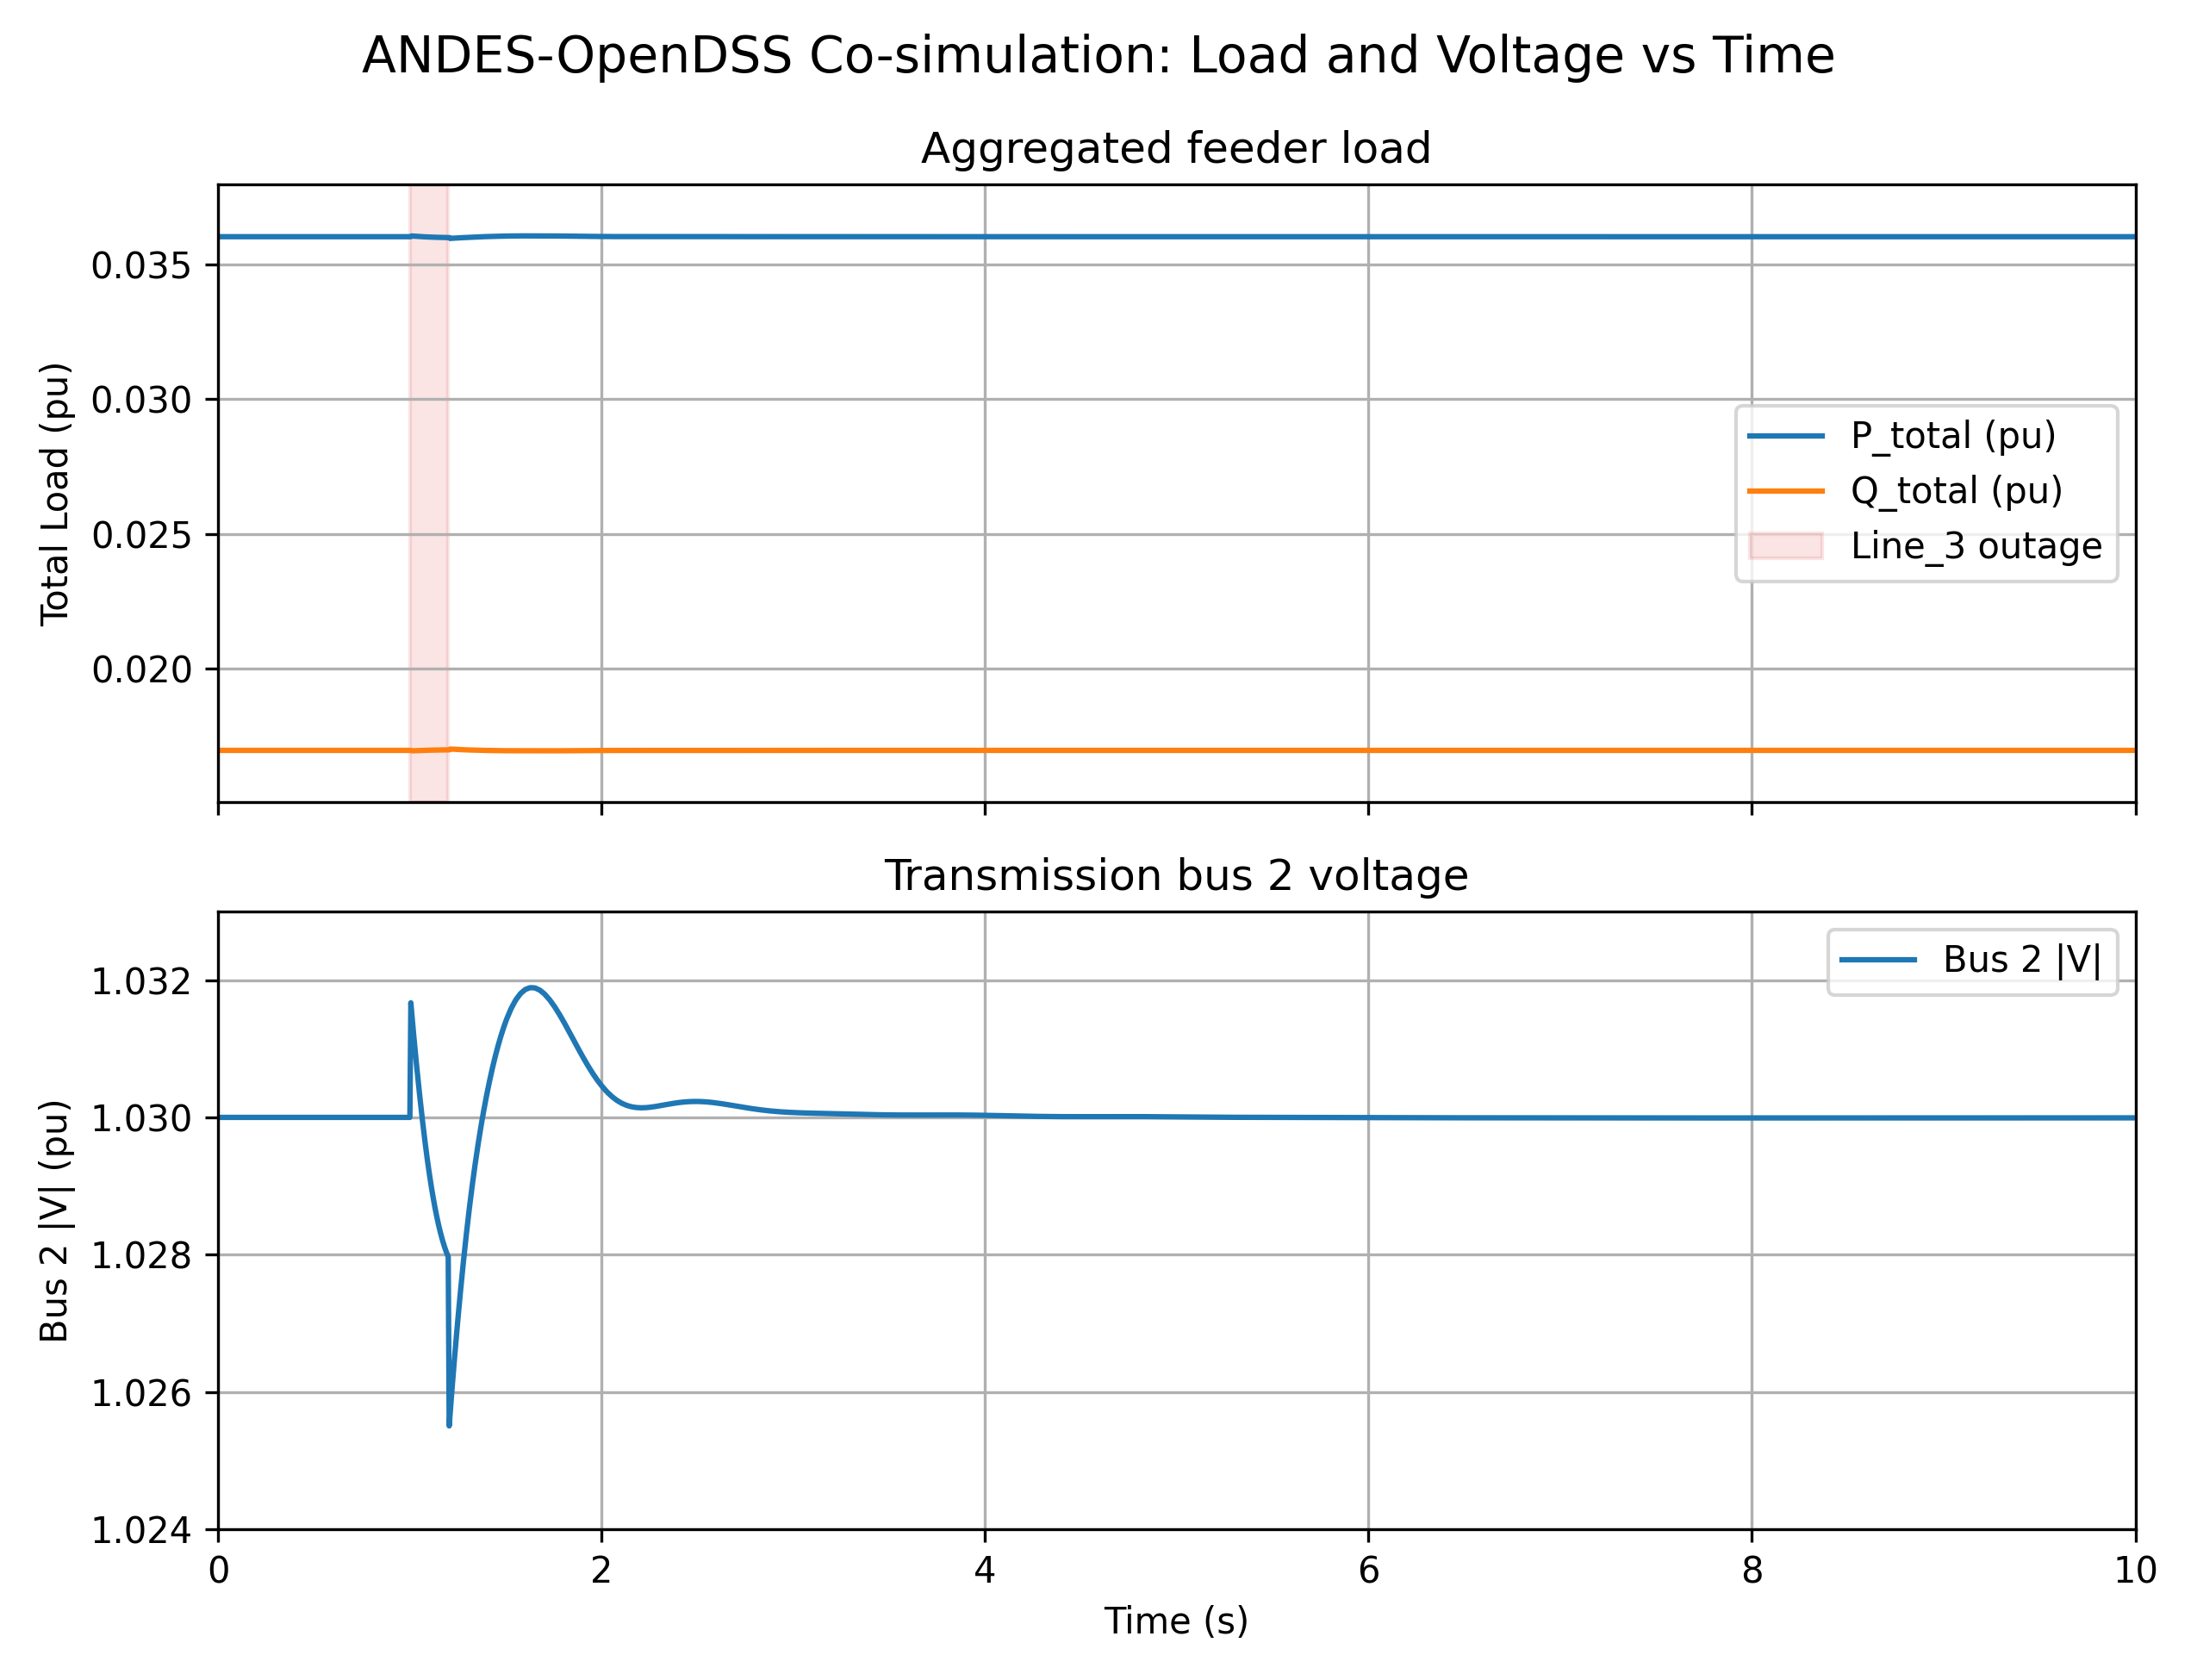 ANDES-OpenDSS Co-simulation: Load and Voltage vs Time
Aggregated feeder load
Total Load (pu)
0.035
0.030
0.025
0.020
P_total (pu)
Q_total (pu)
Line_3 outage
Transmission bus 2 voltage
Bus 2 |V| (pu)
1.032
1.030
1.028
1.026
1.024
Bus 2 |V|
0 2 4 6 8 10
Time (s)